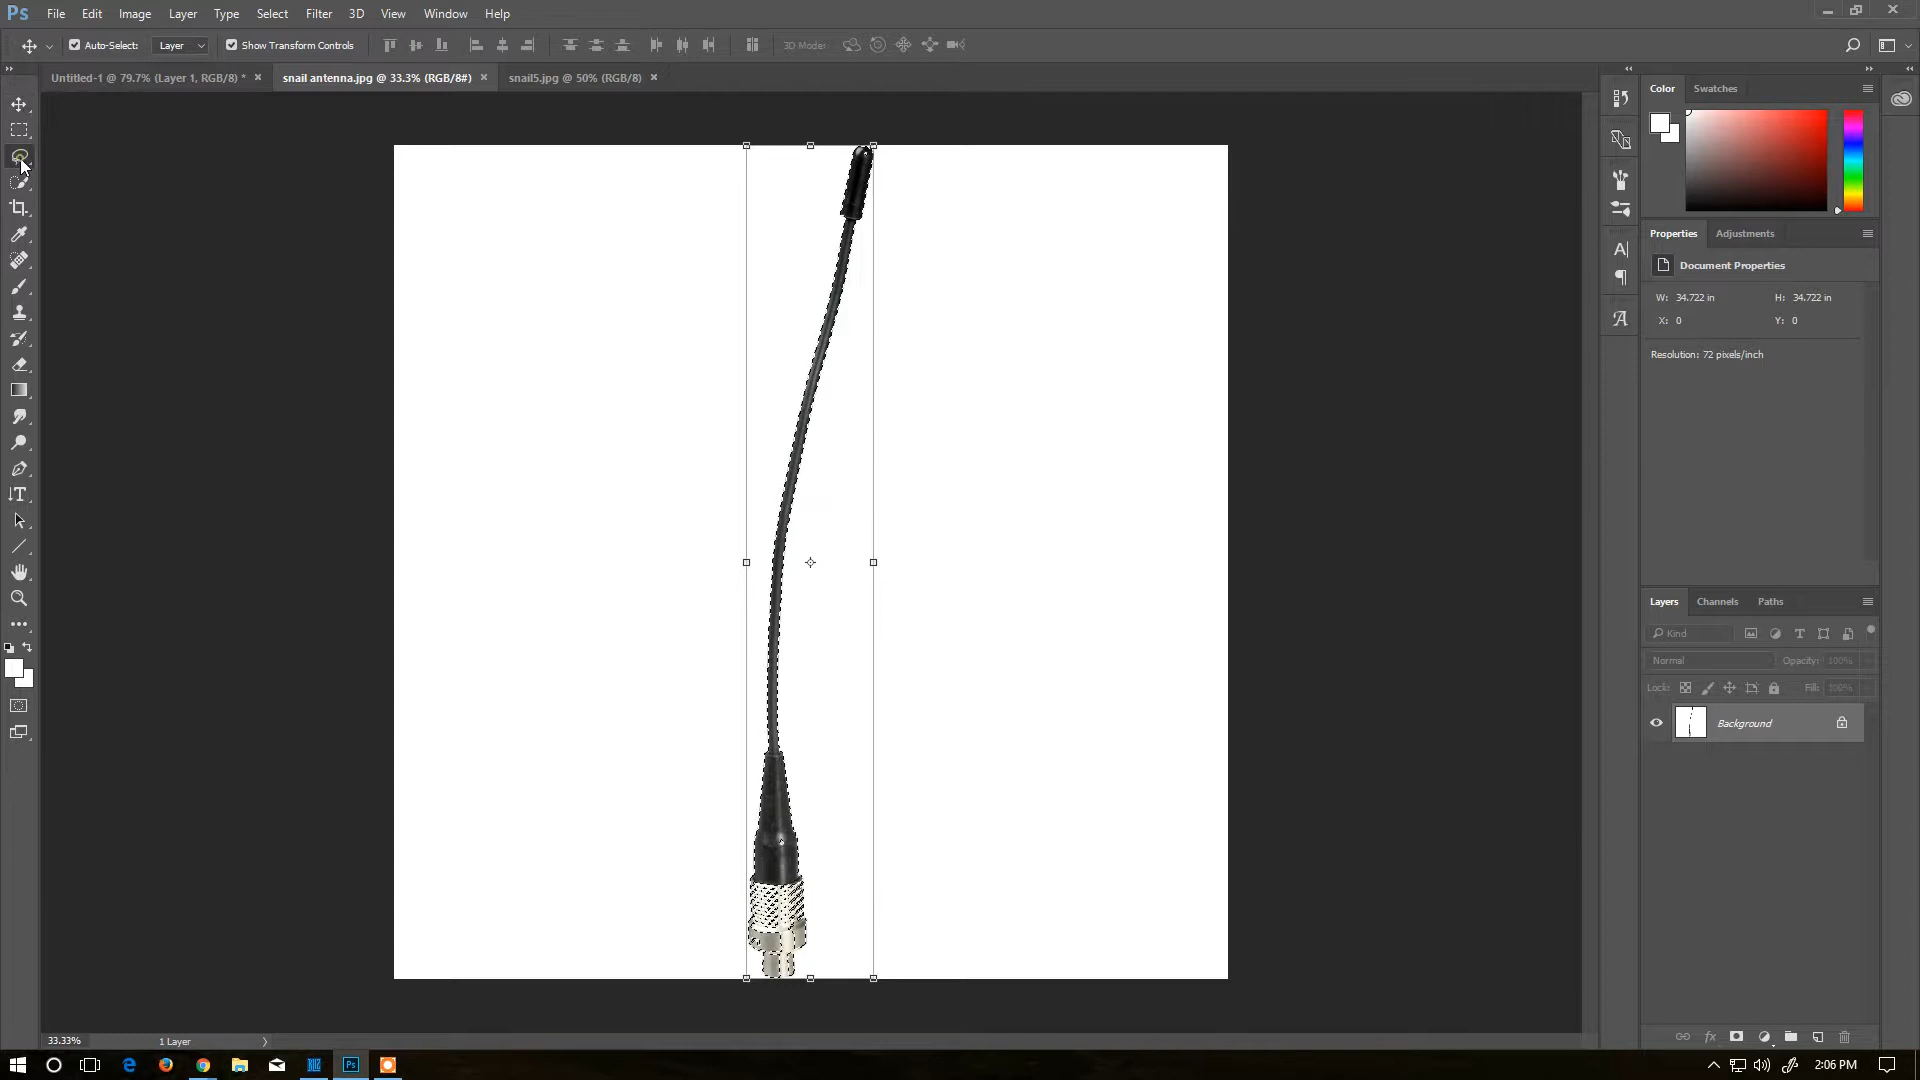 Ps File Edit Image Layer Type Select Filter 3D View Window Help
Auto-Select: Layer Show Transform Controls 3D Mode:
Untitled-1 @ 79.7% (Layer 1, RGB/8) * × snail antenna.jpg @ 33.3% (RGB/8#) × snail5.jpg @ 50% (RGB/8) ×
Color Swatches
Properties Adjustments
Document Properties
W: 34.722 in H: 34.722 in
X: 0 Y: 0
Resolution: 72 pixels/inch
Layers Channels Paths
Kind
Normal Opacity: 100%
Lock: Fill: 100%
Background
33.33% 1 Layer
2:06 PM